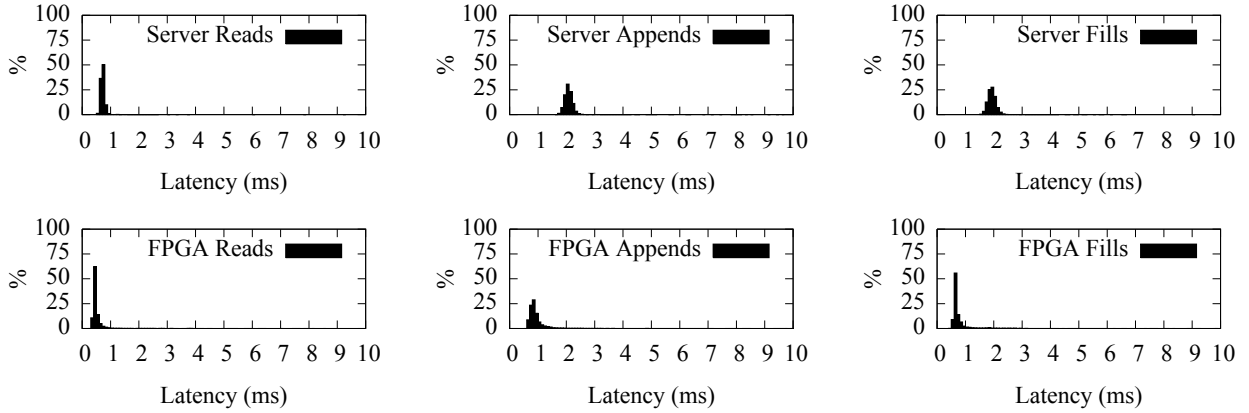 100
Server Reads
75
50
%
25
0
0 1 2 3 4 5 6 7 8 9 10
Latency (ms)
100
Server Appends
75
50
%
25
0
0 1 2 3 4 5 6 7 8 9 10
Latency (ms)
100
Server Fills
75
50
%
25
0
0 1 2 3 4 5 6 7 8 9 10
Latency (ms)
100
FPGA Reads
75
50
%
25
0
0 1 2 3 4 5 6 7 8 9 10
Latency (ms)
100
FPGA Appends
75
50
%
25
0
0 1 2 3 4 5 6 7 8 9 10
Latency (ms)
100
FPGA Fills
75
50
%
25
0
0 1 2 3 4 5 6 7 8 9 10
Latency (ms)